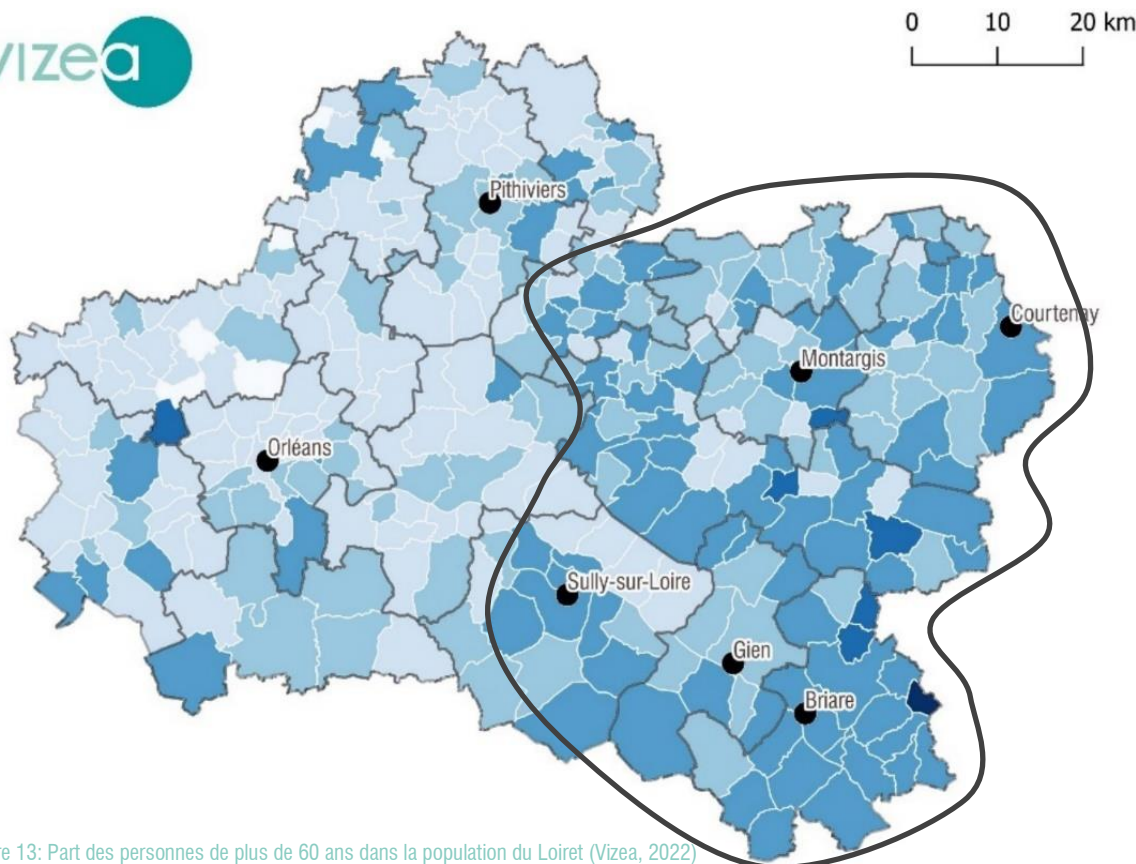 vizea
0 10 20 km
Pithiviers
Courtenay
Montargis
Orléans
Sully-sur-Loire
Gien
Briare
re 13: Part des personnes de plus de 60 ans dans la population du Loiret (Vizea, 2022)